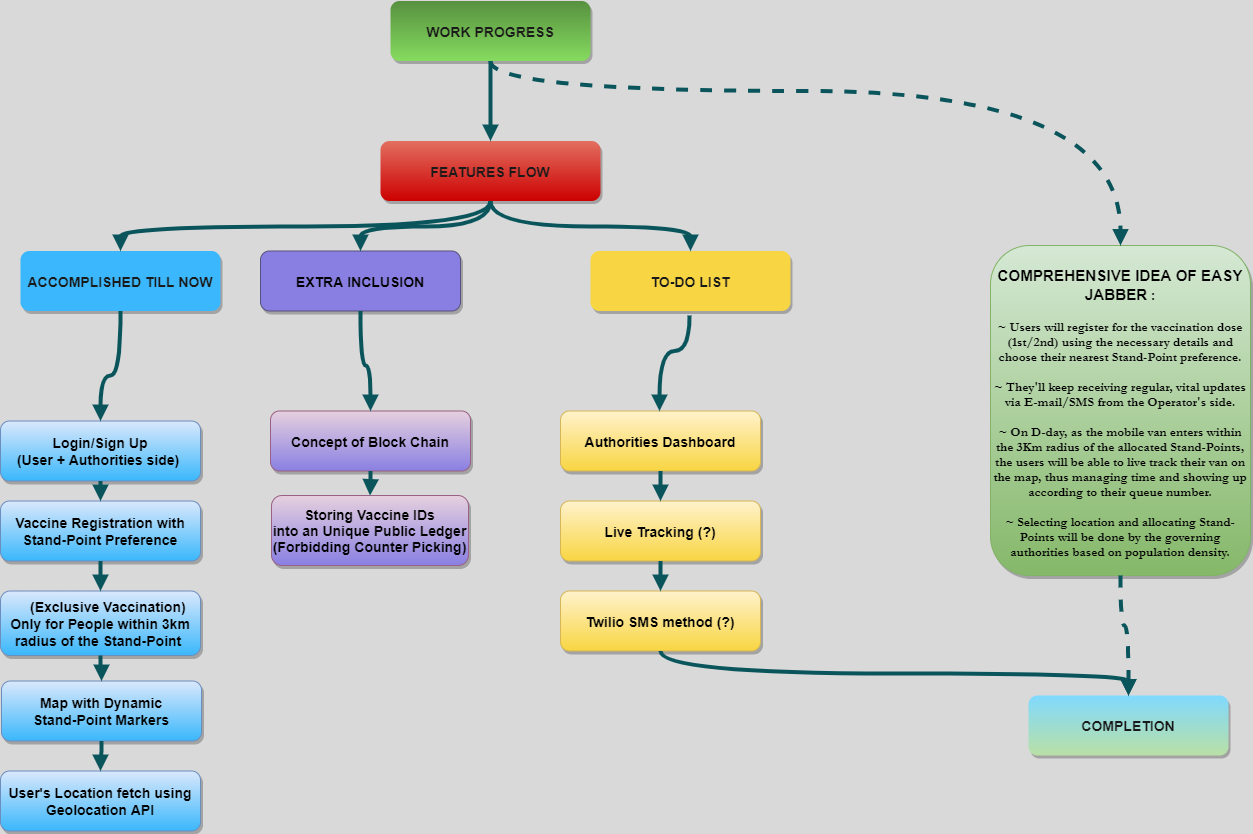 WORK PROGRESS
FEATURES FLOW
ACCOMPLISHED TILL NOW
Login/Sign Up
(User + Authorities side)
Vaccine Registration with
Stand-Point Preference
(Exclusive Vaccination)
Only for People within 3km
radius of the Stand-Point
Map with Dynamic
Stand-Point Markers
User's Location fetch using
Geolocation API
EXTRA INCLUSION
Concept of Block Chain
Storing Vaccine IDs
into an Unique Public Ledger
(Forbidding Counter Picking)
TO-DO LIST
Authorities Dashboard
Live Tracking (?)
Twilio SMS method (?)
COMPREHENSIVE IDEA OF EASY
JABBER :
~ Users will register for the vaccination dose
(1st/2nd) using the necessary details and
choose their nearest Stand-Point preference.
~ They'll keep receiving regular, vital updates
via E-mail/SMS from the Operator's side.
~ On D-day, as the mobile van enters within
the 3Km radius of the allocated Stand-Points,
the users will be able to live track their van on
the map, thus managing time and showing up
according to their queue number.
~ Selecting location and allocating Stand-
Points will be done by the governing
authorities based on population density.
COMPLETION